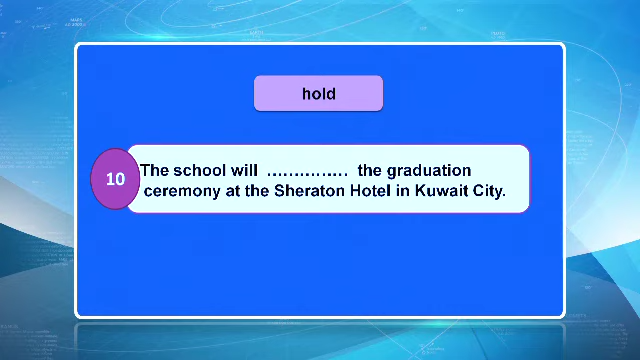 hold
10
The school will ............... the graduation
ceremony at the Sheraton Hotel in Kuwait City.